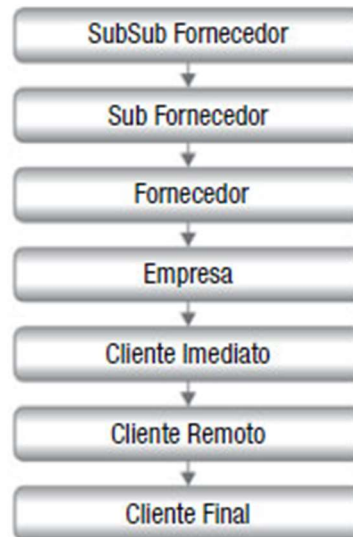 SubSub Fornecedor
Sub Fornecedor
Fornecedor
Empresa
Cliente Imediato
Cliente Remoto
Cliente Final